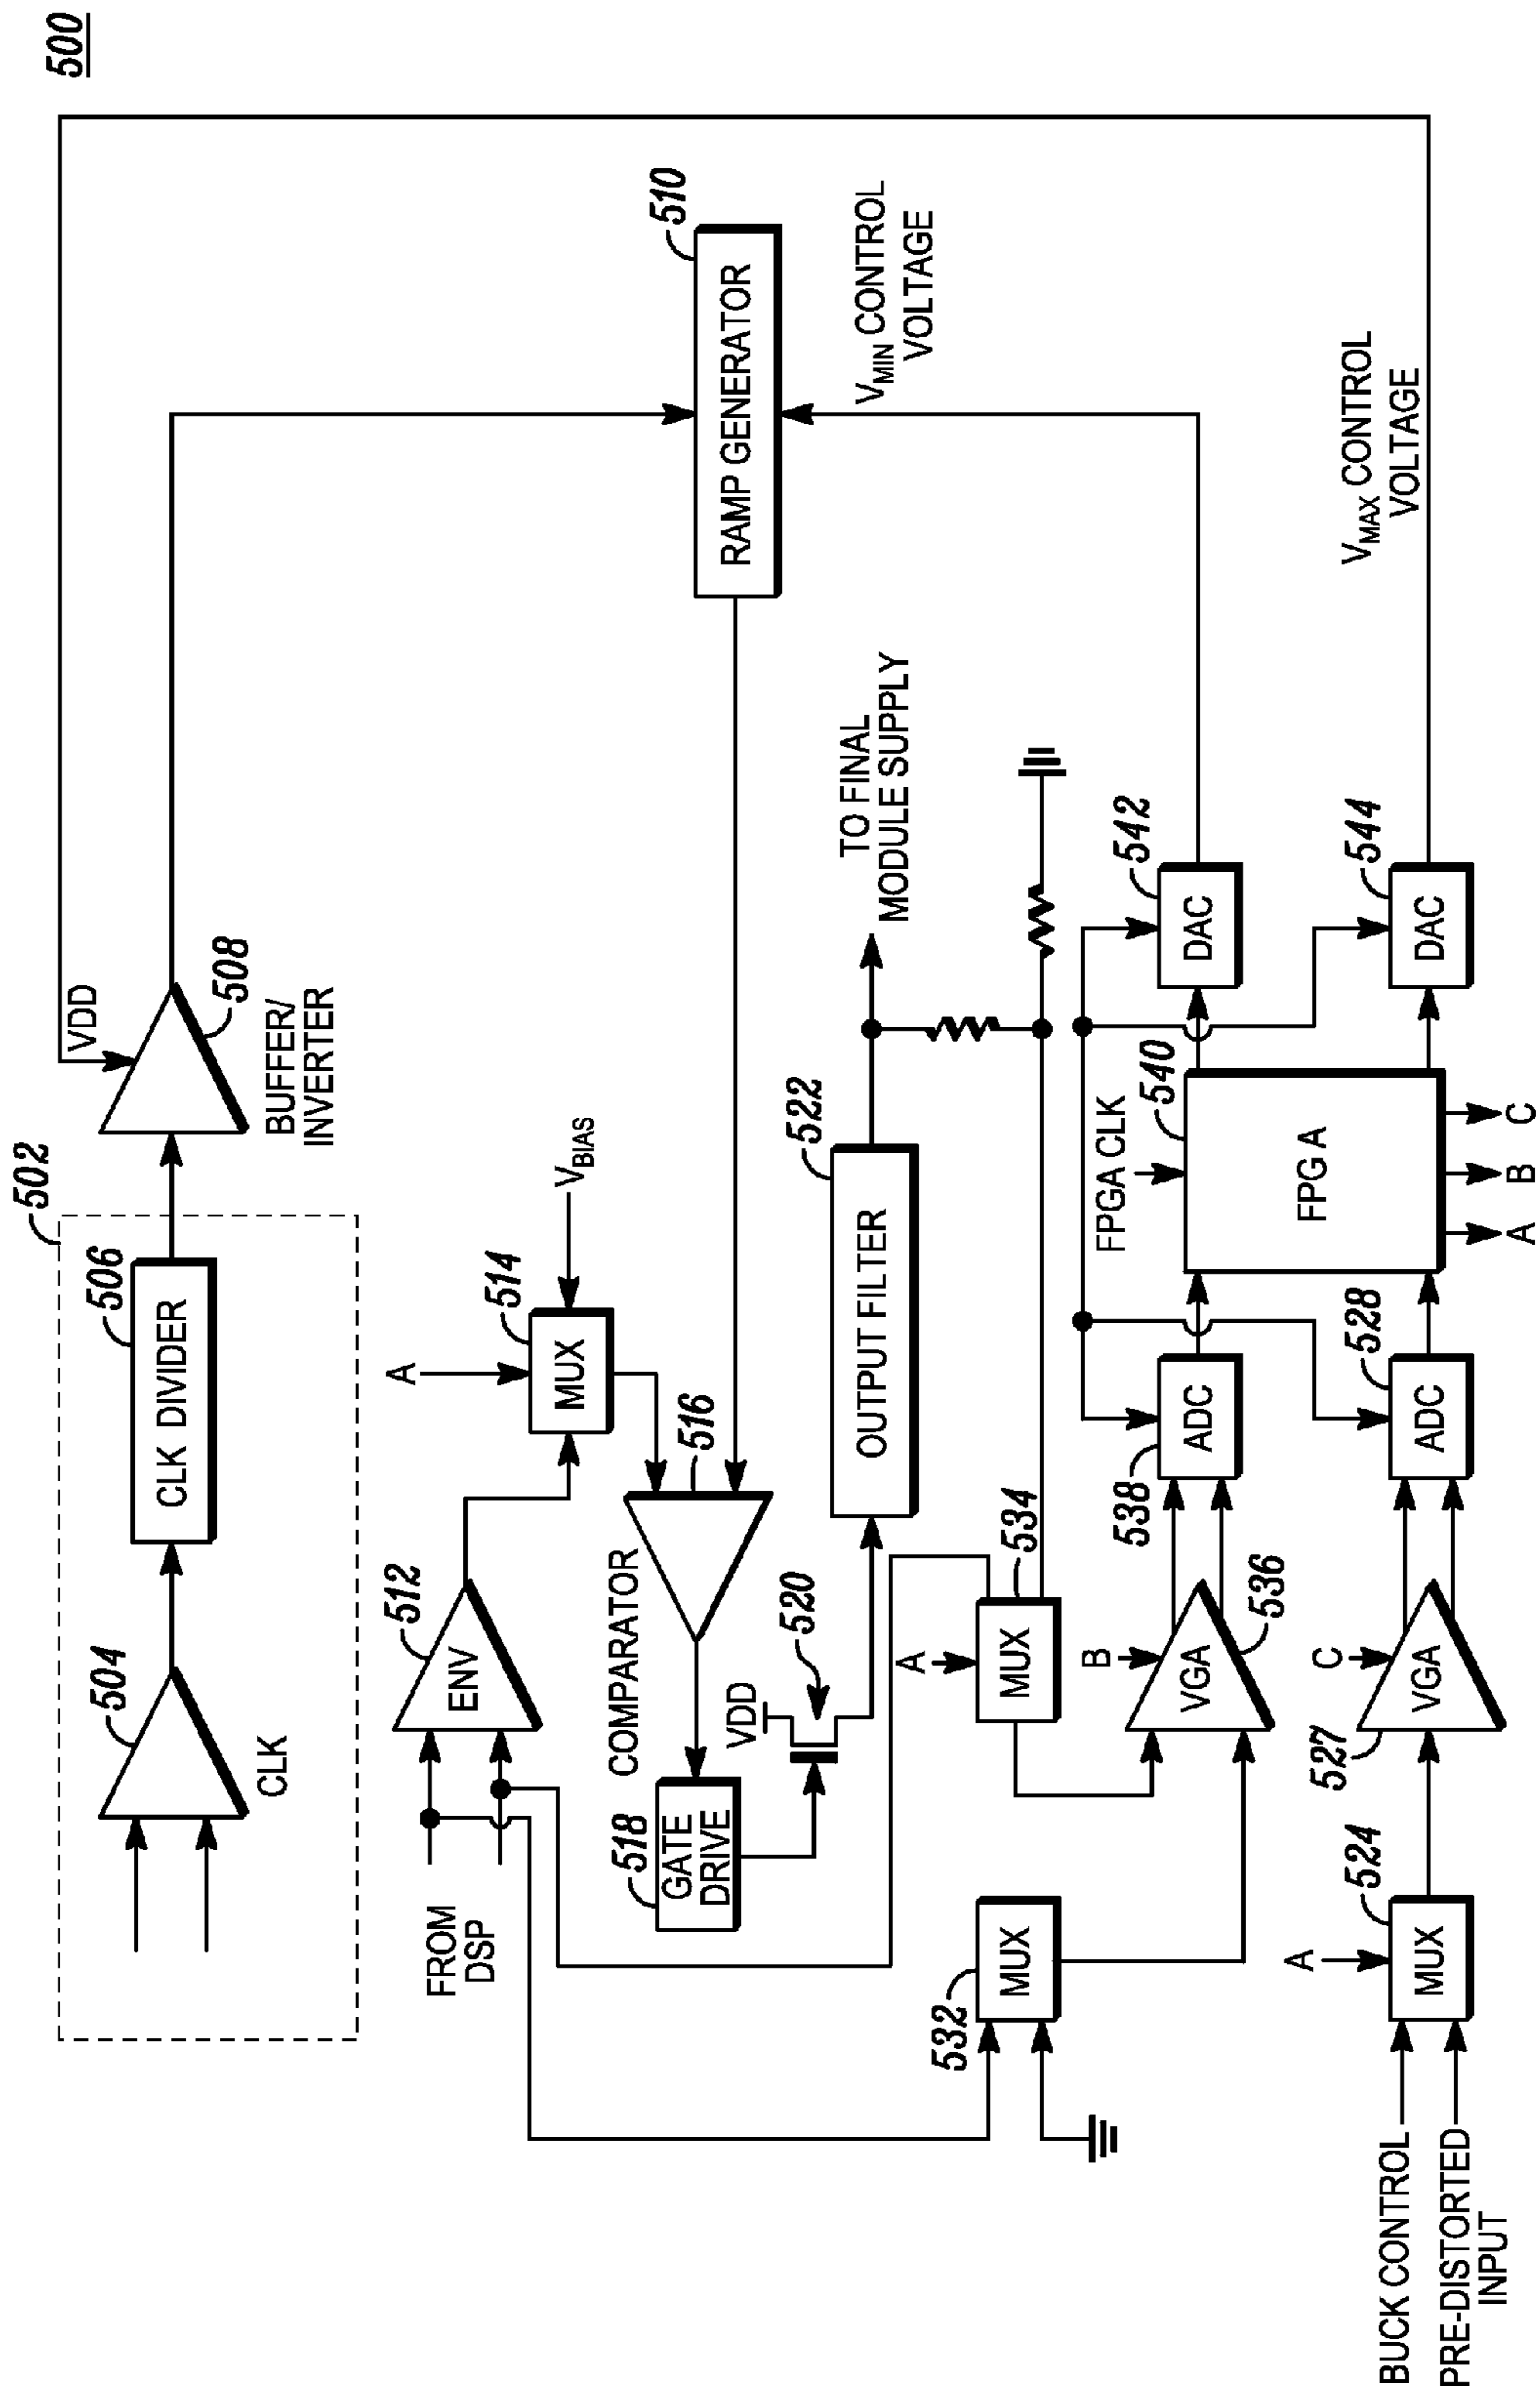 500
502
504
CLK
506
CLK DIVIDER
VDD
508
BUFFER/
INVERTER
510
RAMP GENERATOR
VMIN CONTROL
VOLTAGE
FROM
DSP
512
ENV
A
514
MUX
VBIAS
516
COMPARATOR
518
GATE
DRIVE
VDD
520
522
OUTPUT FILTER
TO FINAL
MODULE SUPPLY
532
MUX
A
534
MUX
B
VGA
536
538
ADC
FPGA CLK
540
FPG A
A
B
C
542
DAC
BUCK CONTROL
PRE-DISTORTED
INPUT
A
524
MUX
C
527
VGA
528
ADC
544
DAC
VMAX CONTROL
VOLTAGE